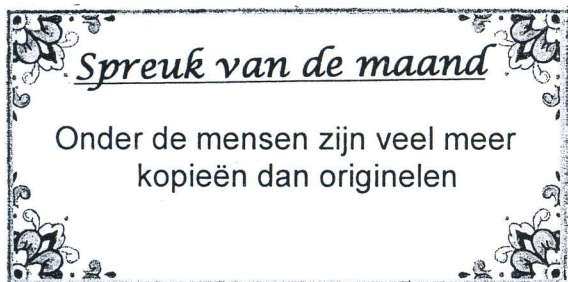 Spreuk van de maand
Onder de mensen zijn veel meer
kopieën dan originelen